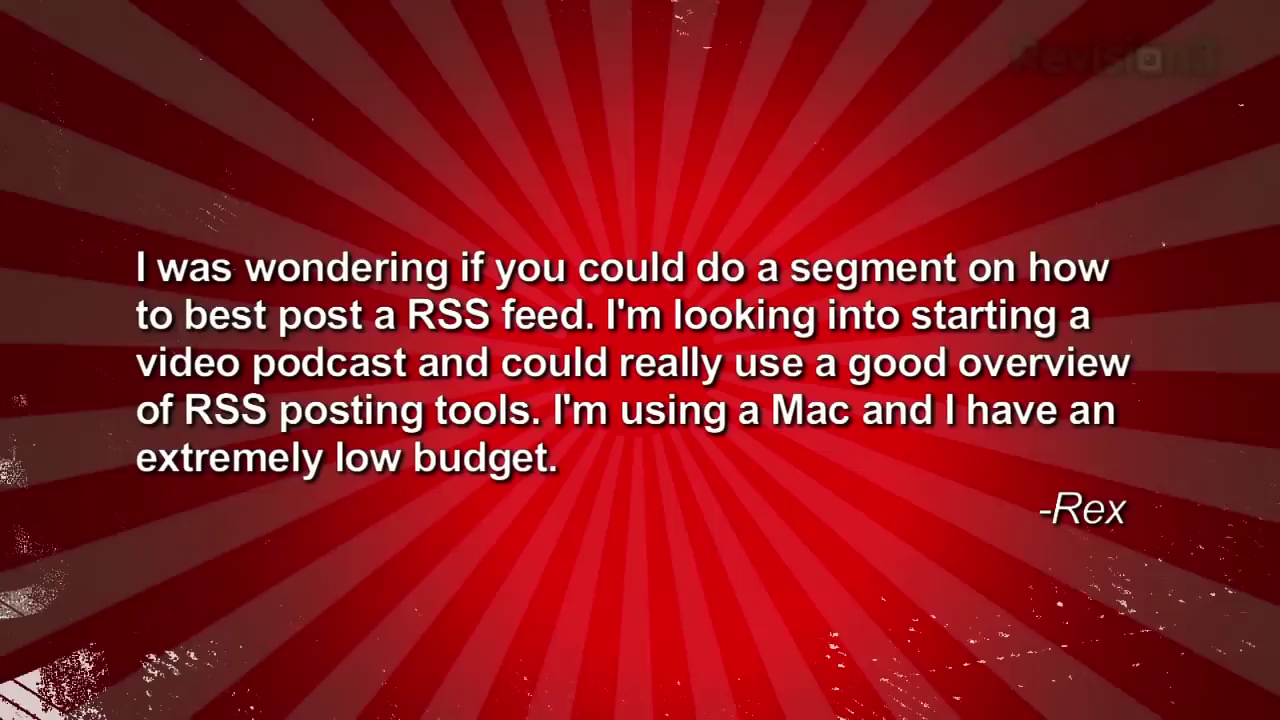 Revision3
I was wondering if you could do a segment on how
to best post a RSS feed. I'm looking into starting a
video podcast and could really use a good overview
of RSS posting tools. I'm using a Mac and I have an
extremely low budget.
-Rex